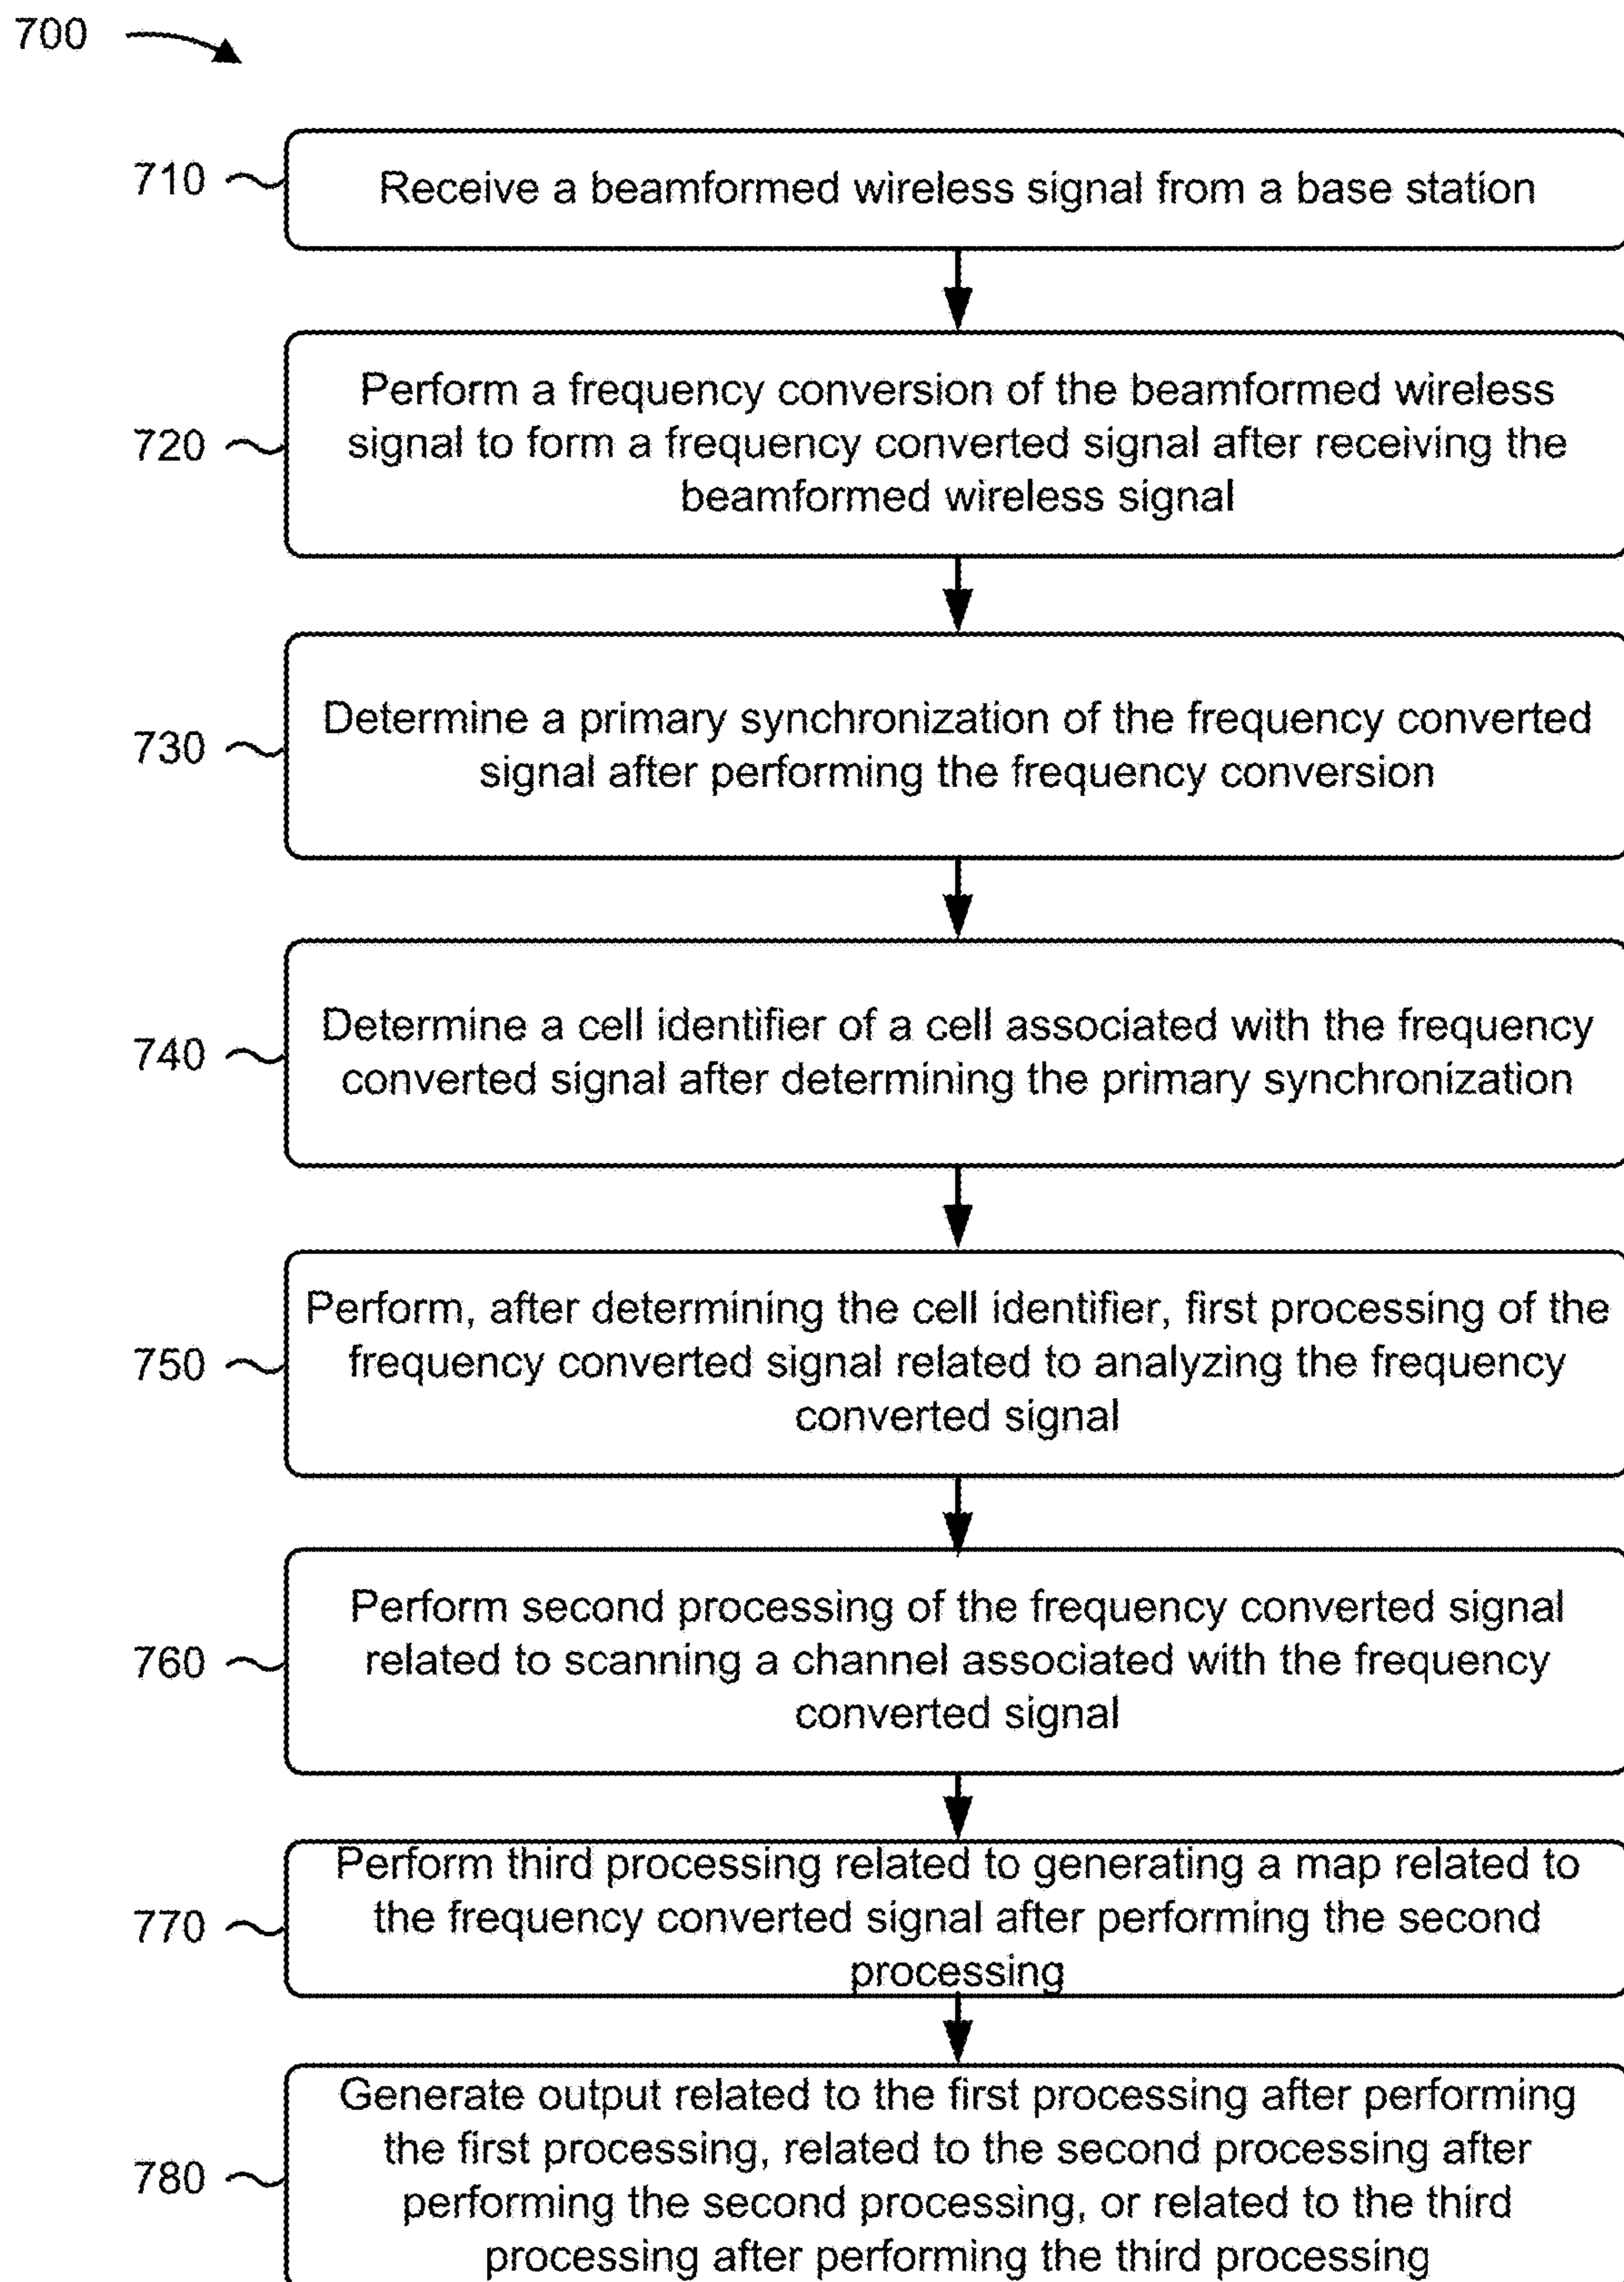 700
710
Receive a beamformed wireless signal from a base station
720
Perform a frequency conversion of the beamformed wireless
signal to form a frequency converted signal after receiving the
beamformed wireless signal
730
Determine a primary synchronization of the frequency converted
signal after performing the frequency conversion
740
Determine a cell identifier of a cell associated with the frequency
converted signal after determining the primary synchronization
750
Perform, after determining the cell identifier, first processing of the
frequency converted signal related to analyzing the frequency
converted signal
760
Perform second processing of the frequency converted signal
related to scanning a channel associated with the frequency
converted signal
770
Perform third processing related to generating a map related to
the frequency converted signal after performing the second
processing
780
Generate output related to the first processing after performing
the first processing, related to the second processing after
performing the second processing, or related to the third
processing after performing the third processing